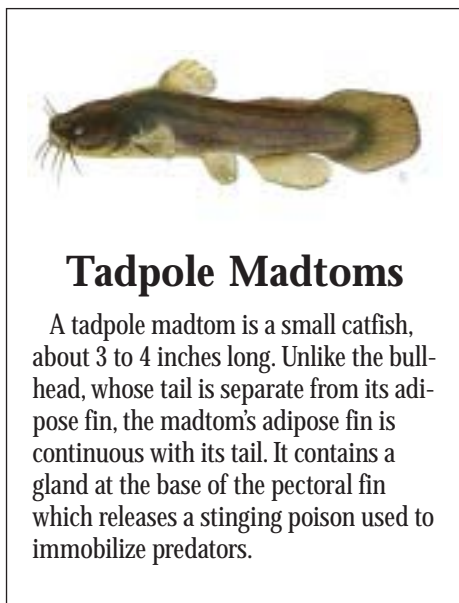 Tadpole Madtoms
A tadpole madtom is a small catfish,
about 3 to 4 inches long. Unlike the bull-
head, whose tail is separate from its adi-
pose fin, the madtom's adipose fin is
continuous with its tail. It contains a
gland at the base of the pectoral fin
which releases a stinging poison used to
immobilize predators.